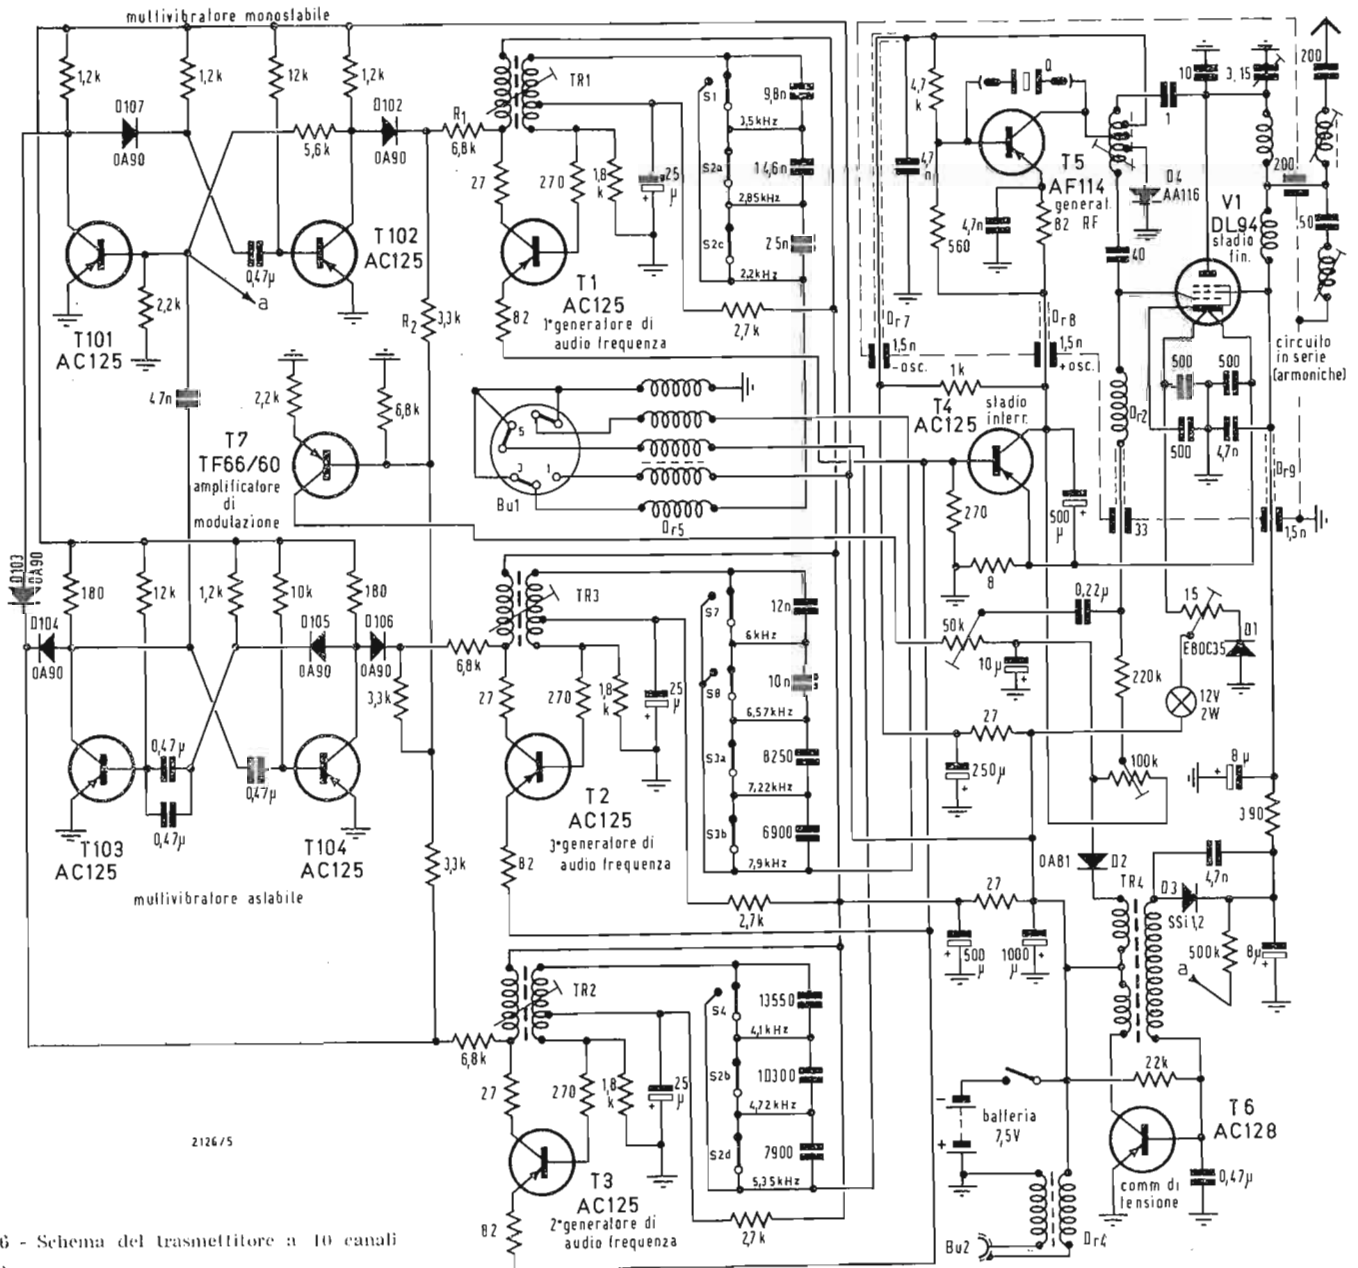 multivibratore monostabile
1,2k
1,2k
12k
1,2k
D107
OA90
5,6k
D102
OA90
R1
6,8k
T101
AC125
2,2k
0,47µ
a
T102
AC125
R2
3,3k
47n
2,2k
6,8k
T7
TF66/60
amplificatore
di
modulazione
TR1
27
270
1,8
k
25
µ
T1
AC125
1°generatore di
audio frequenza
82
2,7k
S1
9,8n
3,5kHz
S2a
14,6n
2,85kHz
S2c
25n
2,2kHz
5
3
1
Bu1
Dr5
4,7
k
Q
4,7
n
560
4,7n
T5
AF114
general.
82 RF
D4
AA116
1
10
3,15
200
200
50
V1
DL94
stadio
fin.
40
Dr7
1,5n
-osc.
Dr8
1,5n
+osc.
1k
T4
AC125
stadio
interr.
270
500
µ
8
Dr2
33
500
500
500
4,7n
Dr9
1,5n
circuito
in serie
(armoniche)
D103
OA90
D104
OA90
180
12k
1,2k
10k
180
D105
OA90
D106
OA90
3,3k
6,8k
0,47µ
0,47µ
0,47µ
T103
AC125
T104
AC125
multivibratore astabile
3,3k
TR3
27
270
1,8
k
25
µ
T2
AC125
3°generatore di
audio frequenza
82
2,7k
S7
12n
6kHz
S8
10n
6,57kHz
S3a
8250
7,22kHz
S3b
6900
7,9kHz
50k
10µ
0,22µ
220k
15
EB0C35
D1
12V
2W
27
250µ
100k
8µ
390
OA81
D2
TR4
D3
SSi1,2
4,7n
500k
a
8µ
27
500
µ
1000
µ
TR2
6,8k
27
270
1,8
k
25
µ
T3
AC125
2°generatore di
audio frequenza
82
2,7k
S4
13550
4,1kHz
S2b
10300
4,72kHz
S2d
7900
5,35kHz
batteria
7,5V
22k
T6
AC128
comm di
tensione
0,47µ
Bu2
Dr4
2126/5
6 - Schema del trasmettitore a 10 canali